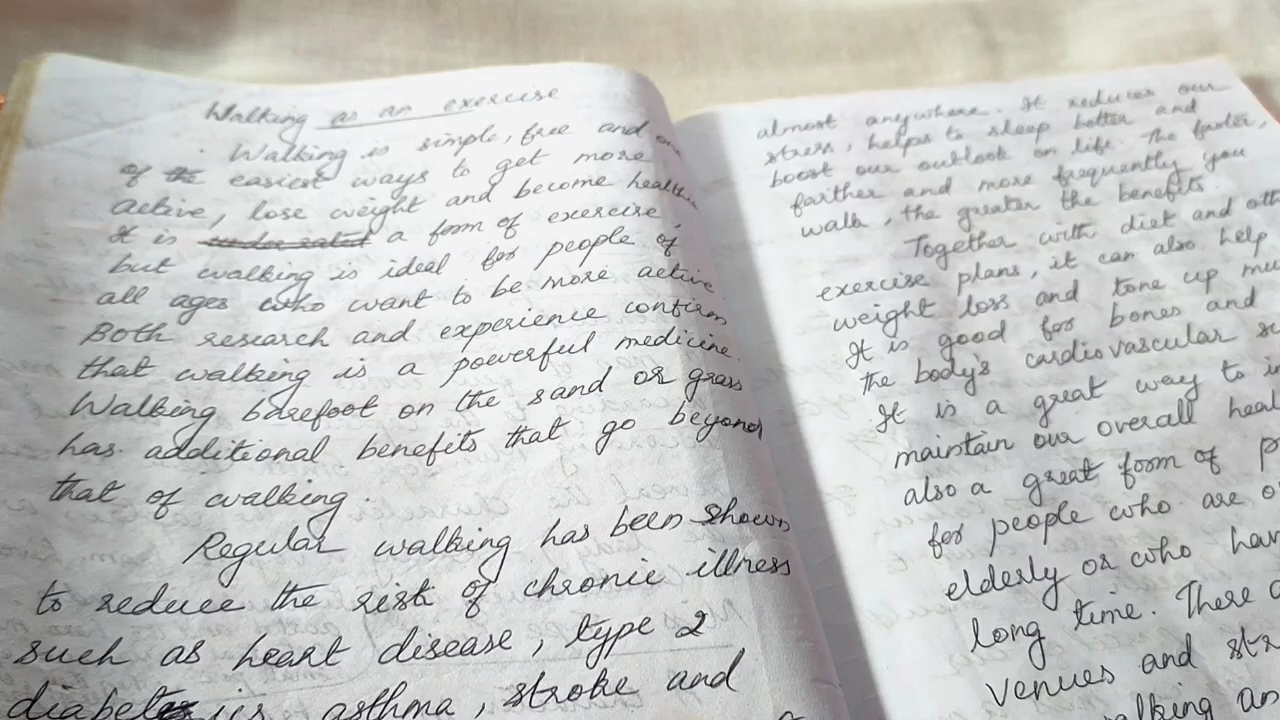 Walking as an exercise
Walking is simple, free and one
of the easiest ways to get more
active, lose weight and become
It is a form of exercise,
but walking is ideal for people of
all ages who want to be more active.
Both research and experience confirm
that walking is a powerful medicine.
Walking barefoot on the sand or grass
has additional benefits that go beyond
that of walking.
Regular walking has been shown
to reduce the risk of chronic illness
such as heart disease, type 2
asthma, stroke and
almost anywhere. It reduces our
stress, helps to sleep better and
boost our outlook on life. The faster,
farther and more frequently you
walk, the greater the benefits.
Together with diet and
exercise plans, it can also help
weight loss and tone up
It is good for bones and
the body's cardiovascular
It is a great way to
maintain our overall
also a great form of
for people who are
elderly or who
long time. There
venues and